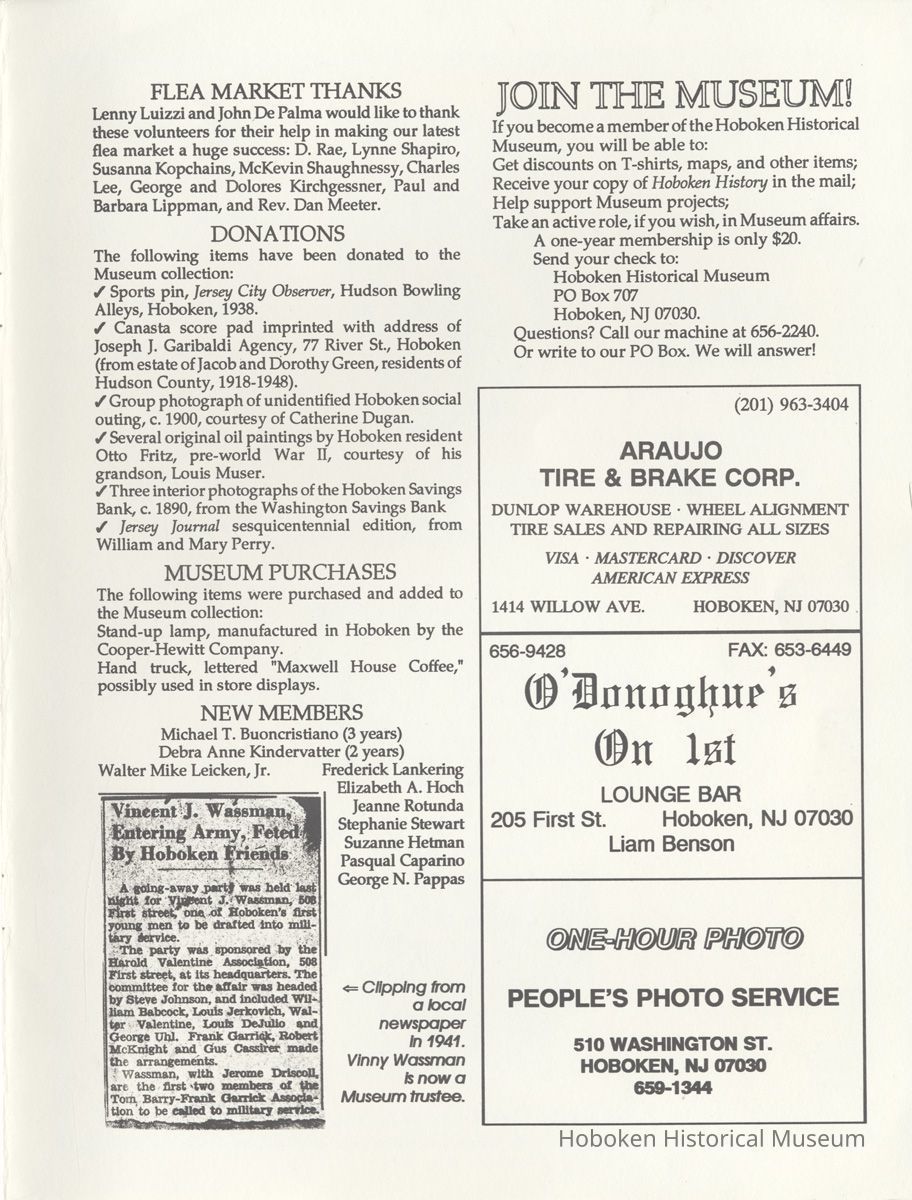 FLEA MARKET THANKS
Lenny Luizzi and John De Palma would like to thank
these volunteers for their help in making our latest
flea market a huge success: D. Rae, Lynne Shapiro,
Susanna Kopchains, McKevin Shaughnessy, Charles
Lee, George and Dolores Kirchgessner, Paul and
Barbara Lippman, and Rev. Dan Meeter.
DONATIONS
The following items have been donated to the
Museum collection:
✓ Sports pin, Jersey City Observer, Hudson Bowling
Alleys, Hoboken, 1938.
✓ Canasta score pad imprinted with address of
Joseph J. Garibaldi Agency, 77 River St., Hoboken
(from estate of Jacob and Dorothy Green, residents of
Hudson County, 1918-1948).
✓ Group photograph of unidentified Hoboken social
outing, c. 1900, courtesy of Catherine Dugan.
✓ Several original oil paintings by Hoboken resident
Otto Fritz, pre-world War II, courtesy of his
grandson, Louis Muser.
✓ Three interior photographs of the Hoboken Savings
Bank, c. 1890, from the Washington Savings Bank
✓ Jersey Journal sesquicentennial edition, from
William and Mary Perry.
MUSEUM PURCHASES
The following items were purchased and added to
the Museum collection:
Stand-up lamp, manufactured in Hoboken by the
Cooper-Hewitt Company.
Hand truck, lettered "Maxwell House Coffee,"
possibly used in store displays.
NEW MEMBERS
Michael T. Buoncristiano (3 years)
Debra Anne Kindervatter (2 years)
Walter Mike Leicken, Jr. Frederick Lankering
Elizabeth A. Hoch
Jeanne Rotunda
Stephanie Stewart
Suzanne Hetman
Pasqual Caparino
George N. Pappas
Vincent J. Wassman,
Entering Army, Feted
By Hoboken Friends
A going-away party was held last
night for Vincent J. Wassman, 508
First street, one of Hoboken's first
young men to be drafted into mili-
tary service.
The party was sponsored by the
Harold Valentine Association, 508
First street, at its headquarters. The
committee for the affair was headed
by Steve Johnson, and included Wil-
liam Babcock, Louis Jerkovich, Wal-
ter Valentine, Louis DeJulio and
George Uhl. Frank Garrick, Robert
McKnight and Gus Cassirer made
the arrangements.
Wassman, with Jerome Driscoll,
are the first two members of the
Tom Barry-Frank Garrick Associa-
tion to be called to military service.
⇐ Clipping from
a local
newspaper
in 1941.
Vinny Wassman
is now a
Museum trustee.
JOIN THE MUSEUM!
If you become a member of the Hoboken Historical
Museum, you will be able to:
Get discounts on T-shirts, maps, and other items;
Receive your copy of Hoboken History in the mail;
Help support Museum projects;
Take an active role, if you wish, in Museum affairs.
A one-year membership is only $20.
Send your check to:
Hoboken Historical Museum
PO Box 707
Hoboken, NJ 07030.
Questions? Call our machine at 656-2240.
Or write to our PO Box. We will answer!
(201) 963-3404
ARAUJO
TIRE & BRAKE CORP.
DUNLOP WAREHOUSE · WHEEL ALIGNMENT
TIRE SALES AND REPAIRING ALL SIZES
VISA · MASTERCARD · DISCOVER
AMERICAN EXPRESS
1414 WILLOW AVE. HOBOKEN, NJ 07030
656-9428 FAX: 653-6449
O'Donoghue's
On 1st
LOUNGE BAR
205 First St. Hoboken, NJ 07030
Liam Benson
ONE-HOUR PHOTO
PEOPLE'S PHOTO SERVICE
510 WASHINGTON ST.
HOBOKEN, NJ 07030
659-1344
Hoboken Historical Museum